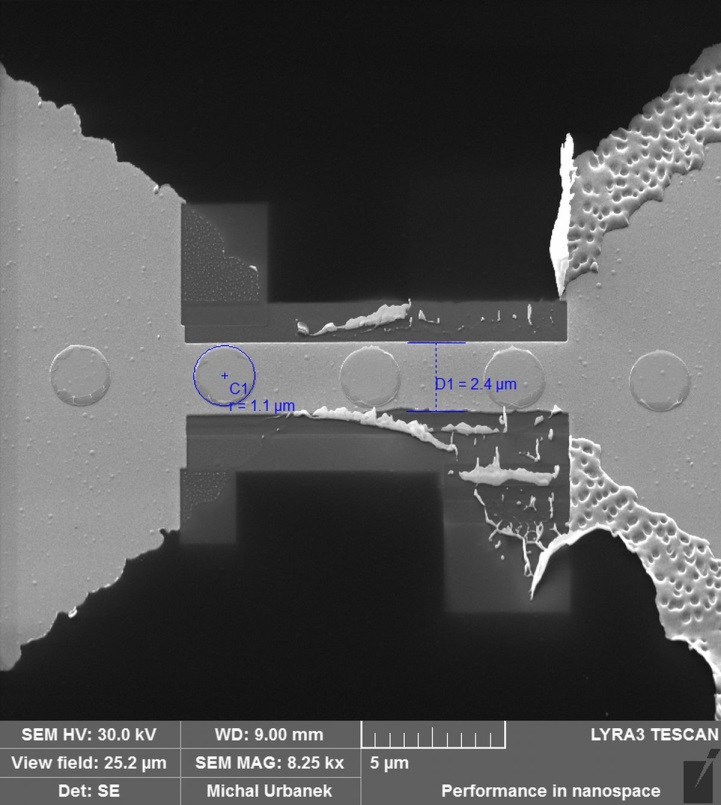 C1
r = 1.1 µm
D1 = 2.4 µm
SEM HV: 30.0 kV
WD: 9.00 mm
LYRA3 TESCAN
View field: 25.2 µm
SEM MAG: 8.25 kx
5 µm
Det: SE
Michal Urbanek
Performance in nanospace